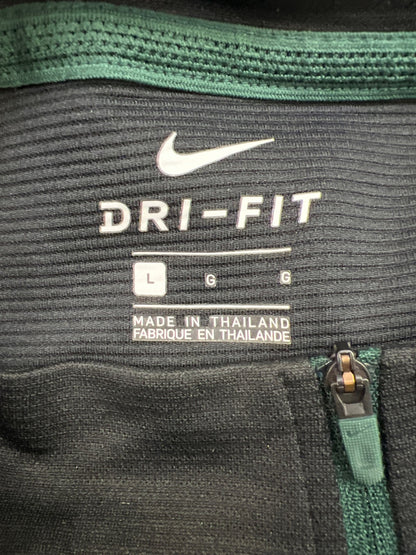 DRI-FIT
L G G
MADE IN THAILAND
FABRIQUE EN THAILANDE